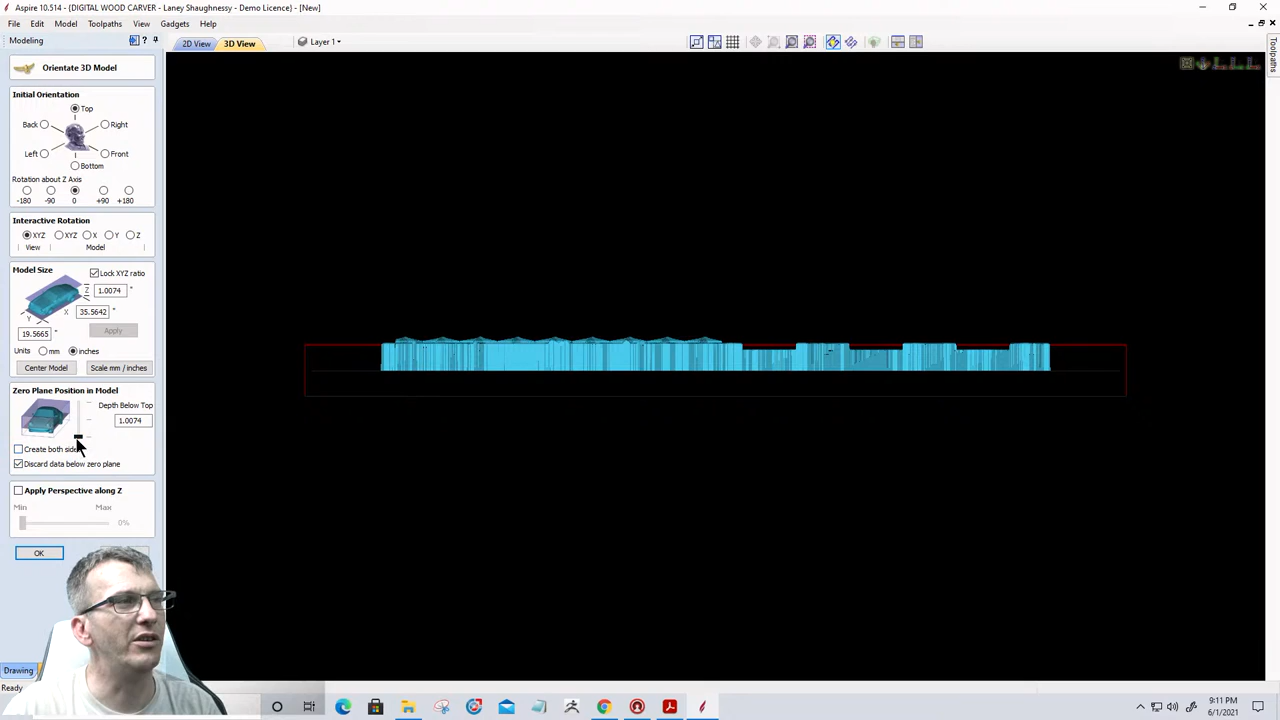 Aspire 10.514 - {DIGITAL WOOD CARVER - Laney Shaughnessy - Demo Licence} - [New]
File Edit Model Toolpaths View Gadgets Help
Modeling
2D View 3D View Layer 1
Toolpaths
Orientate 3D Model
Initial Orientation
Top
Back Right
Left Front
Bottom
Rotation about Z Axis
-180 -90 0 +90 +180
Interactive Rotation
XYZ XYZ X Y Z
View Model
Model Size
Lock XYZ ratio
Z 1.0074 "
X 35.5642 "
Y
19.5665 "
Apply
Units mm inches
Center Model Scale mm / inches
Zero Plane Position in Model
Depth Below Top
1.0074
Create both sid
Discard data below zero plane
Apply Perspective along Z
Min Max
0%
OK
Drawing
Ready
9:11 PM
6/1/2021